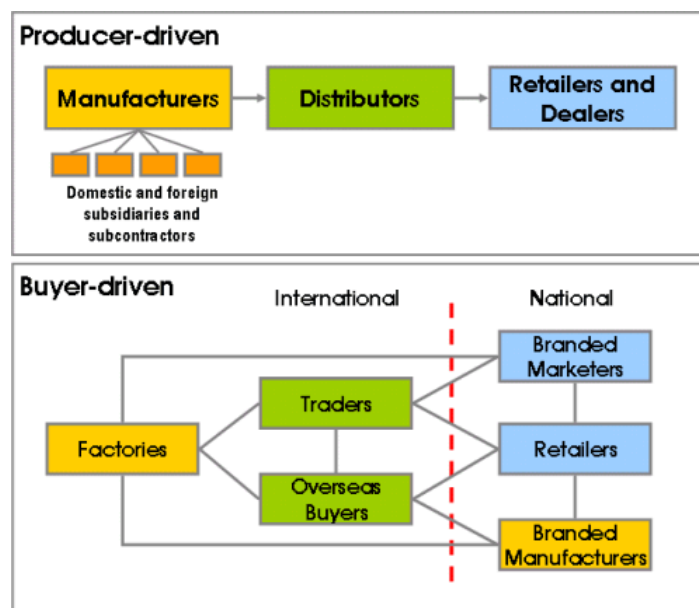 Producer-driven
Manufacturers
Distributors
Retailers and
Dealers
Domestic and foreign
subsidiaries and
subcontractors
Buyer-driven
International
National
Branded
Marketers
Traders
Factories
Retailers
Overseas
Buyers
Branded
Manufacturers